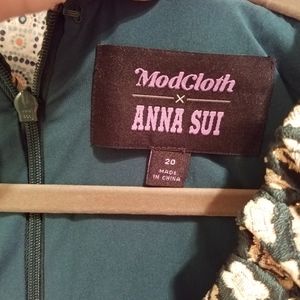 ModCloth
×
ANNA SUI
20
MADE
IN CHINA